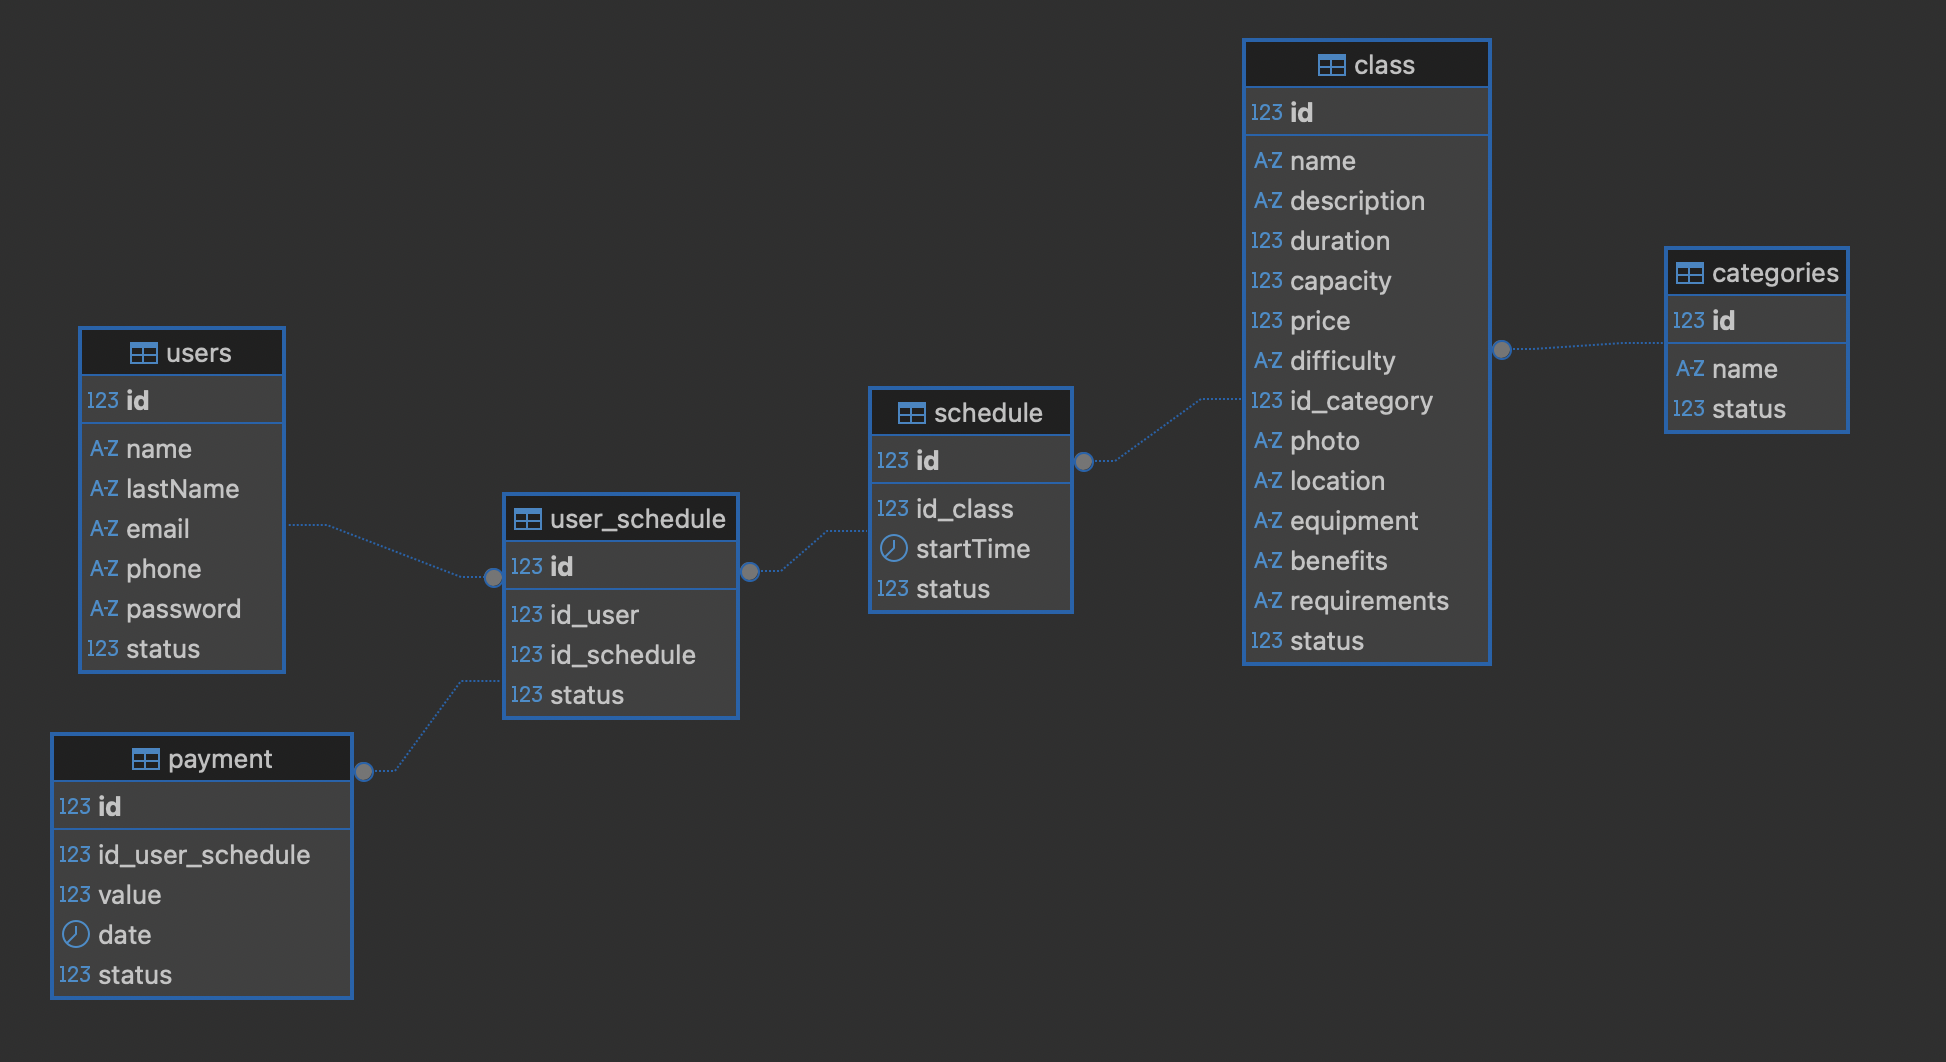 users
123 id
A-Z name
A-Z lastName
A-Z email
A-Z phone
A-Z password
123 status
payment
123 id
123 id_user_schedule
123 value
date
123 status
user_schedule
123 id
123 id_user
123 id_schedule
123 status
schedule
123 id
123 id_class
startTime
123 status
class
123 id
A-Z name
A-Z description
123 duration
123 capacity
123 price
A-Z difficulty
123 id_category
A-Z photo
A-Z location
A-Z equipment
A-Z benefits
A-Z requirements
123 status
categories
123 id
A-Z name
123 status